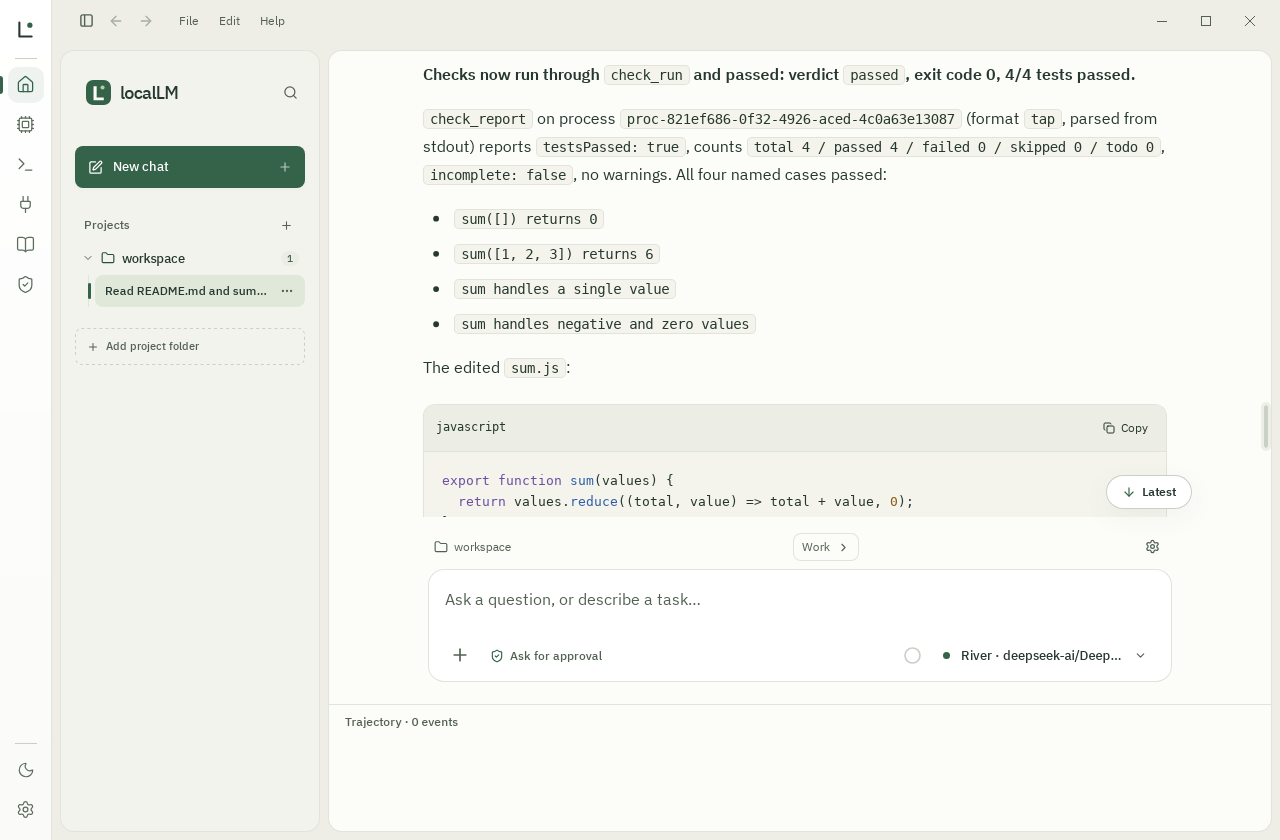 File Edit Help
localLM
New chat
Projects
workspace 1
Read README.md and sum...
Add project folder
Checks now run through check_run and passed: verdict passed, exit code 0, 4/4 tests passed.
check_report on process proc-821ef686-0f32-4926-aced-4c0a63e13087 (format tap, parsed from
stdout) reports testsPassed: true, counts total 4 / passed 4 / failed 0 / skipped 0 / todo 0,
incomplete: false, no warnings. All four named cases passed:
sum([]) returns 0
sum([1, 2, 3]) returns 6
sum handles a single value
sum handles negative and zero values
The edited sum.js:
javascript Copy
export function sum(values) {
return values.reduce((total, value) => total + value, 0);
Latest
workspace Work
Ask a question, or describe a task...
Ask for approval River · deepseek-ai/Deep...
Trajectory · 0 events